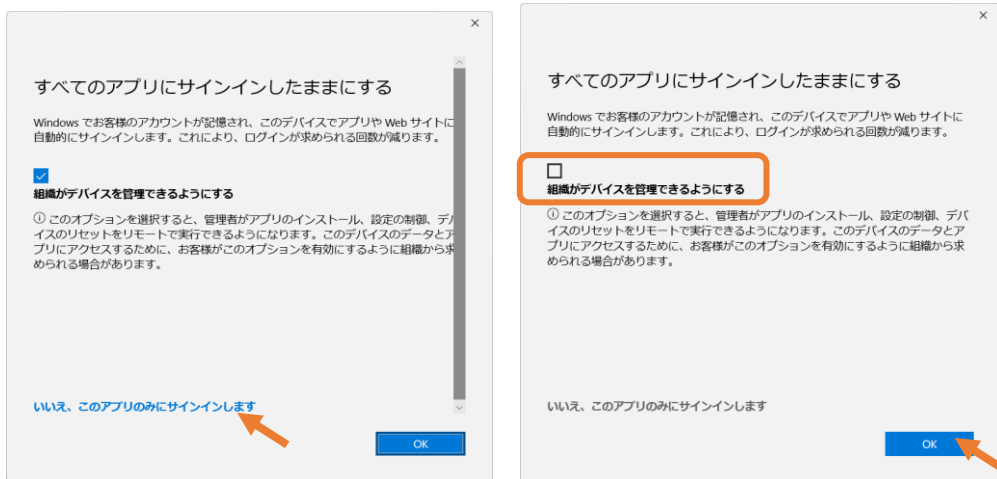 すべてのアプリにサインインしたままにする
Windows でお客様のアカウントが記憶され、このデバイスでアプリや Web サイトに
自動的にサインインします。これにより、ログインが求められる回数が減ります。
組織がデバイスを管理できるようにする
このオプションを選択すると、管理者がアプリのインストール、設定の制御、デバ
イスのリセットをリモートで実行できるようになります。このデバイスのデータとア
プリにアクセスするために、お客様がこのオプションを有効にするように組織から求
められる場合があります。
いいえ、このアプリのみにサインインします
OK
すべてのアプリにサインインしたままにする
Windows でお客様のアカウントが記憶され、このデバイスでアプリや Web サイトに
自動的にサインインします。これにより、ログインが求められる回数が減ります。
組織がデバイスを管理できるようにする
このオプションを選択すると、管理者がアプリのインストール、設定の制御、デバ
イスのリセットをリモートで実行できるようになります。このデバイスのデータとア
プリにアクセスするために、お客様がこのオプションを有効にするように組織から求
められる場合があります。
いいえ、このアプリのみにサインインします
OK